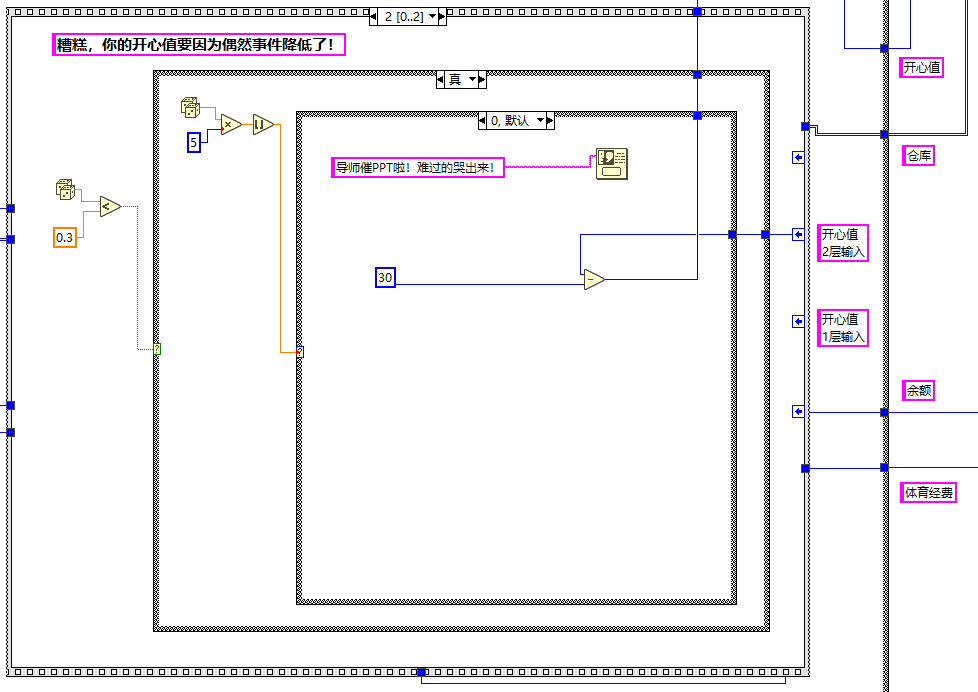 2 [0..2]
糟糕，你的开心值要因为偶然事件降低了！
真
0, 默认
5
导师催PPT啦！难过的哭出来！
0.3
30
开心值
仓库
开心值
2层输入
开心值
1层输入
余额
体育经费